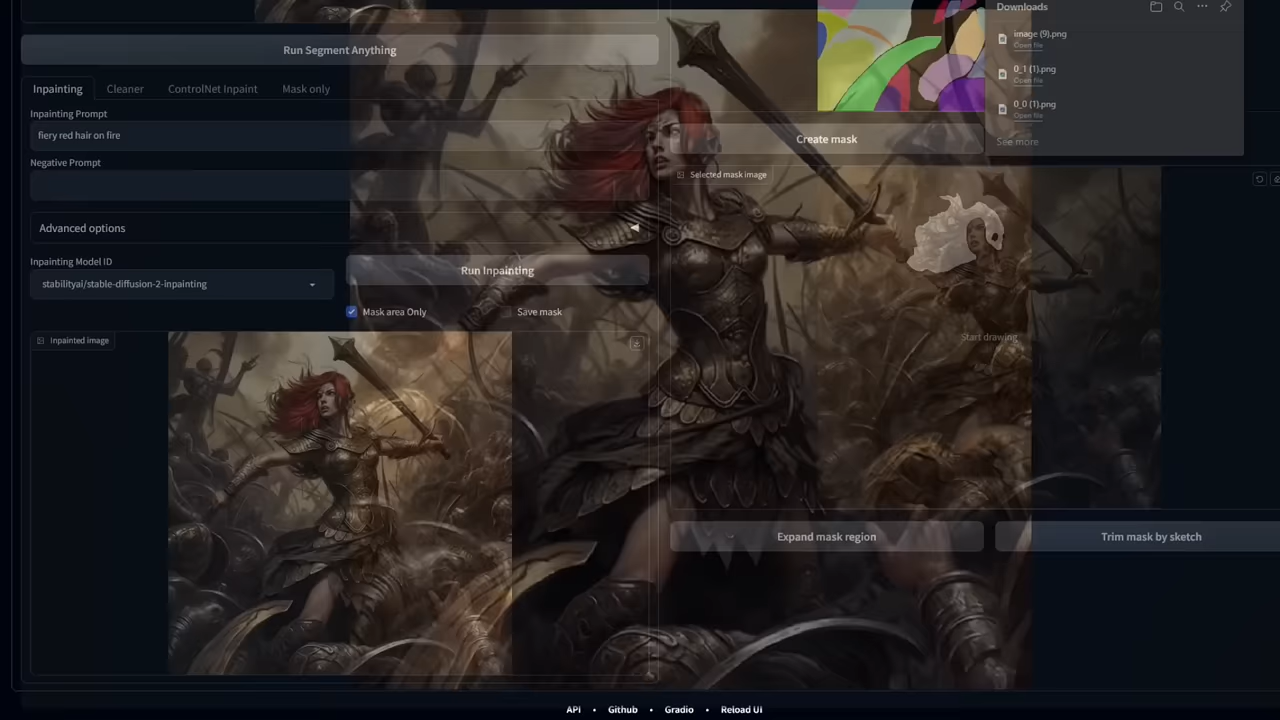 Downloads
image (9).png
Open file
0_1 (1).png
Open file
0_0 (1).png
Open file
See more
Run Segment Anything
Inpainting
Cleaner
ControlNet Inpaint
Mask only
Inpainting Prompt
fiery red hair on fire
Negative Prompt
Advanced options
Inpainting Model ID
stabilityai/stable-diffusion-2-inpainting
Run Inpainting
Mask area Only
Save mask
Inpainted image
Create mask
Selected mask image
Start drawing
Expand mask region
Trim mask by sketch
API • Github • Gradio • Reload UI